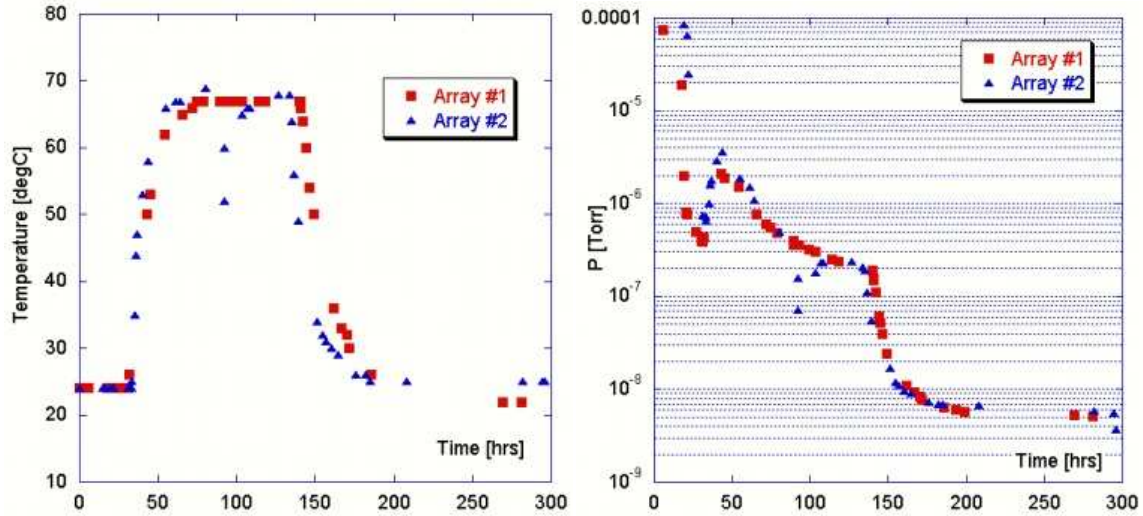 80
70
60
50
40
30
20
10
Temperature [degC]
Array #1
Array #2
Time [hrs]
0 50 100 150 200 250 300
0.0001
10-5
10-6
10-7
10-8
10-9
P [Torr]
Array #1
Array #2
Time [hrs]
0 50 100 150 200 250 300